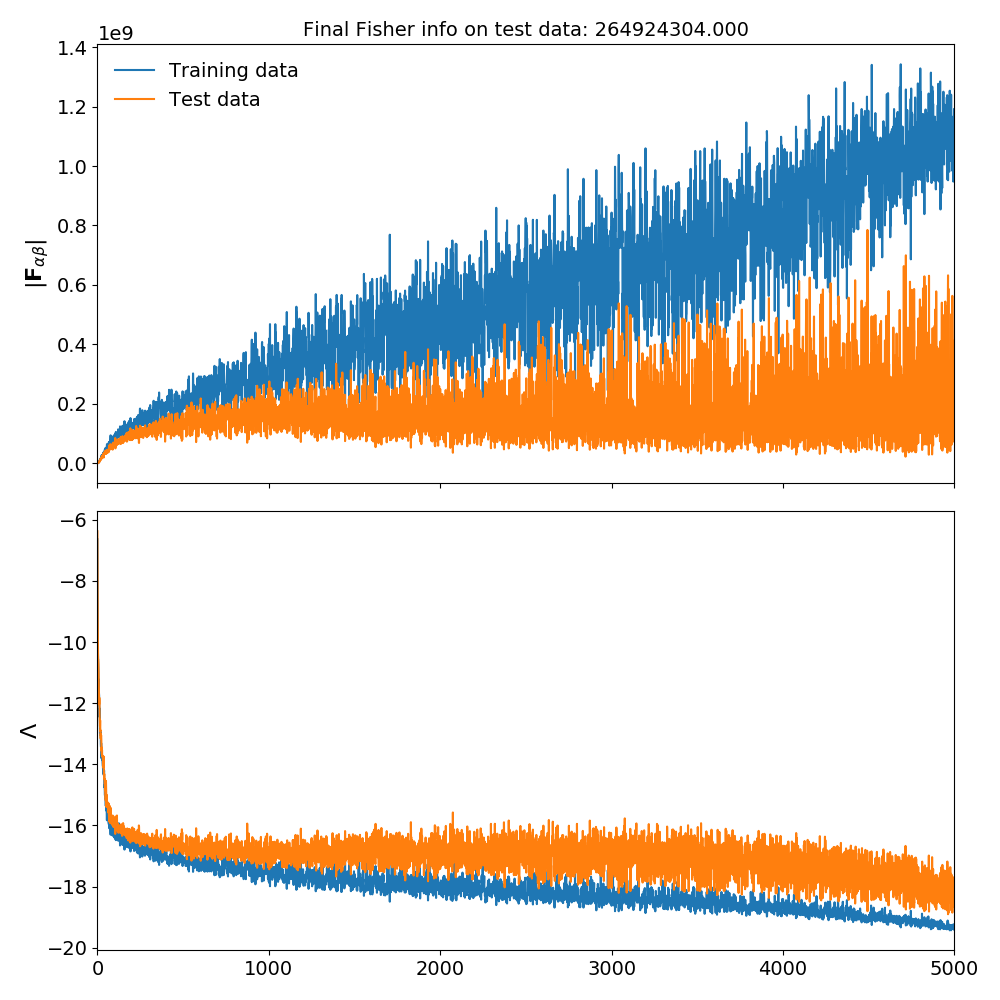 Final Fisher info on test data: 264924304.000
1e9
Training data
Test data
1.4
1.2
1.0
0.8
0.6
0.4
0.2
0.0
|F_{αβ}|
−6
−8
−10
−12
−14
−16
−18
−20
Λ
0 1000 2000 3000 4000 5000